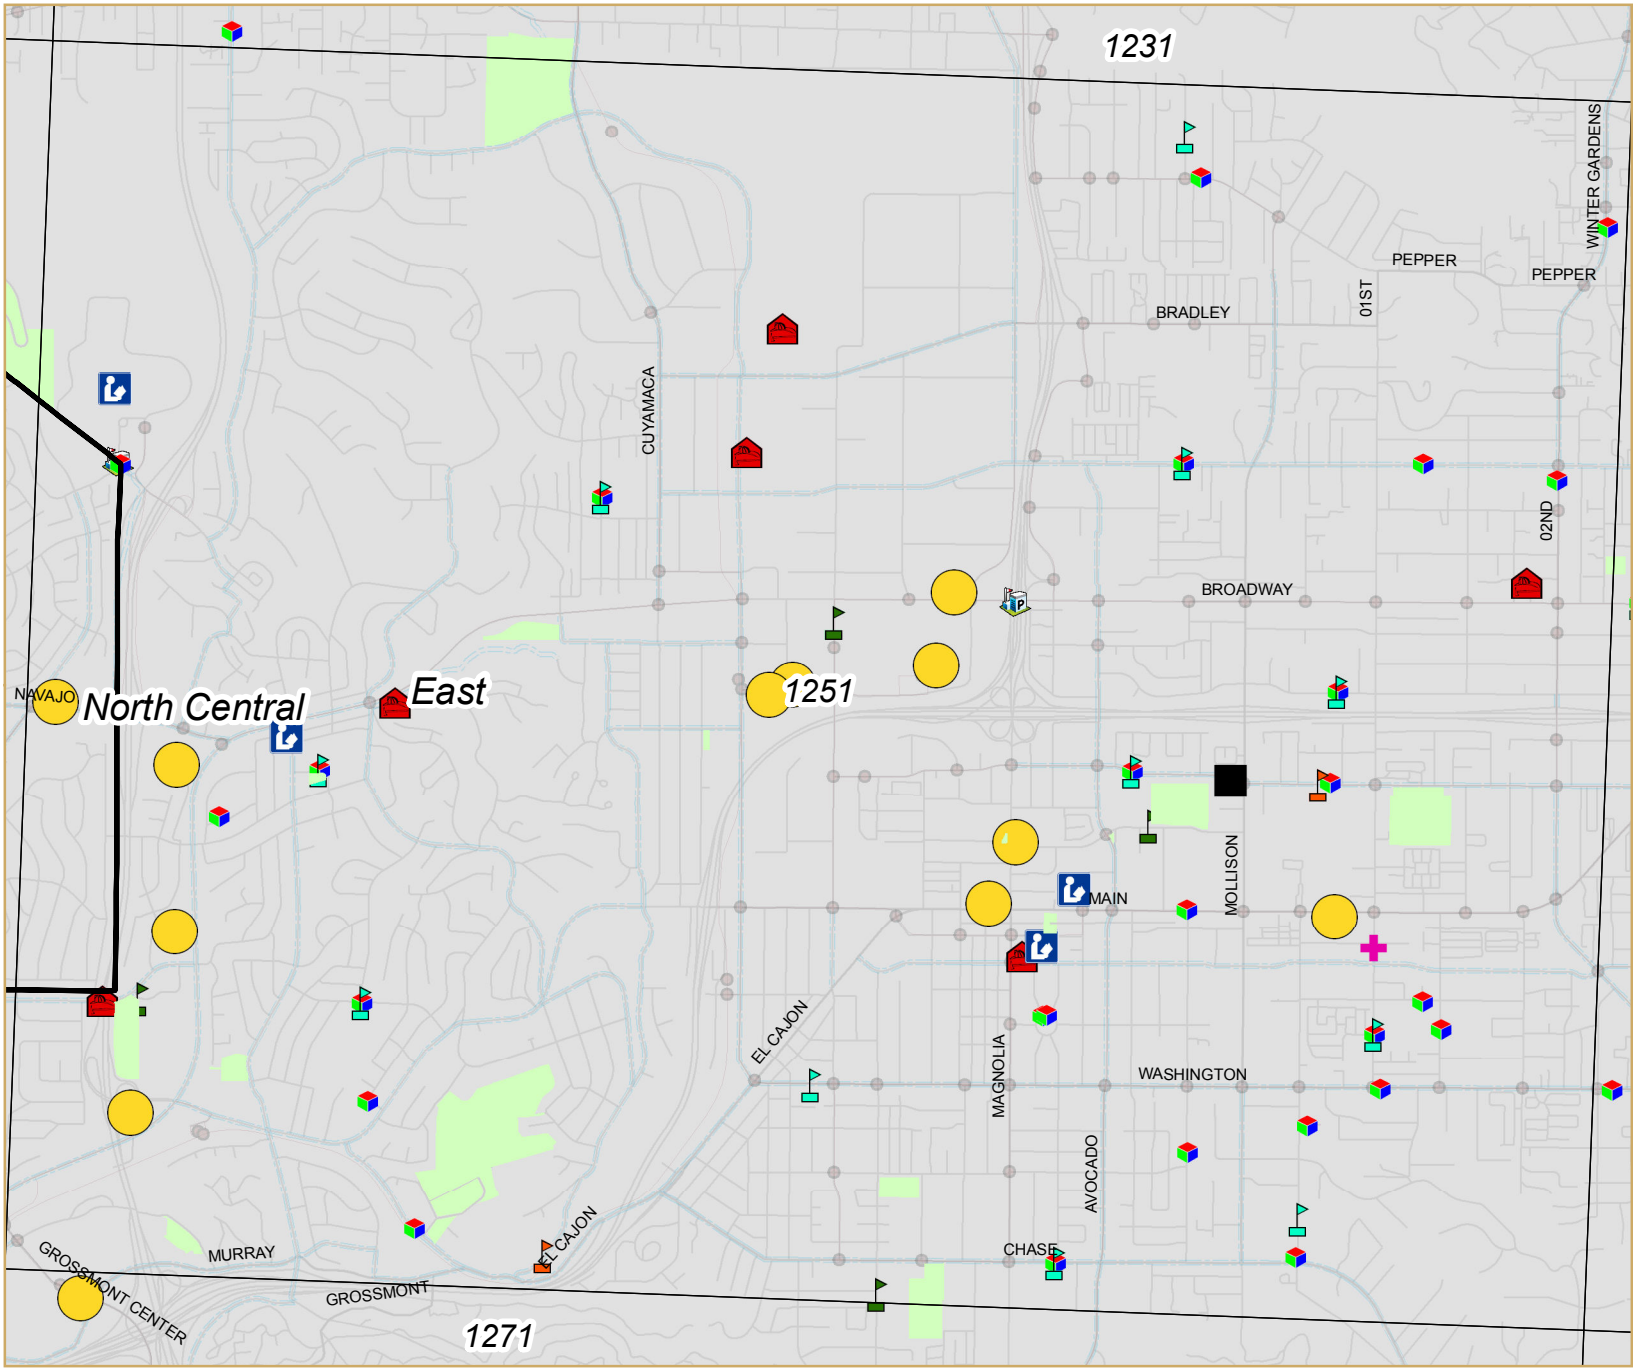 1231
WINTER GARDENS
PEPPER
PEPPER
01ST
BRADLEY
CUYAMACA
02ND
BROADWAY
P
NAVAJO
North Central
East
1251
MOLLISON
MAIN
EL CAJON
MAGNOLIA
WASHINGTON
AVOCADO
EL CAJON
MURRAY
CHASE
GROSSMONT CENTER
GROSSMONT
1271